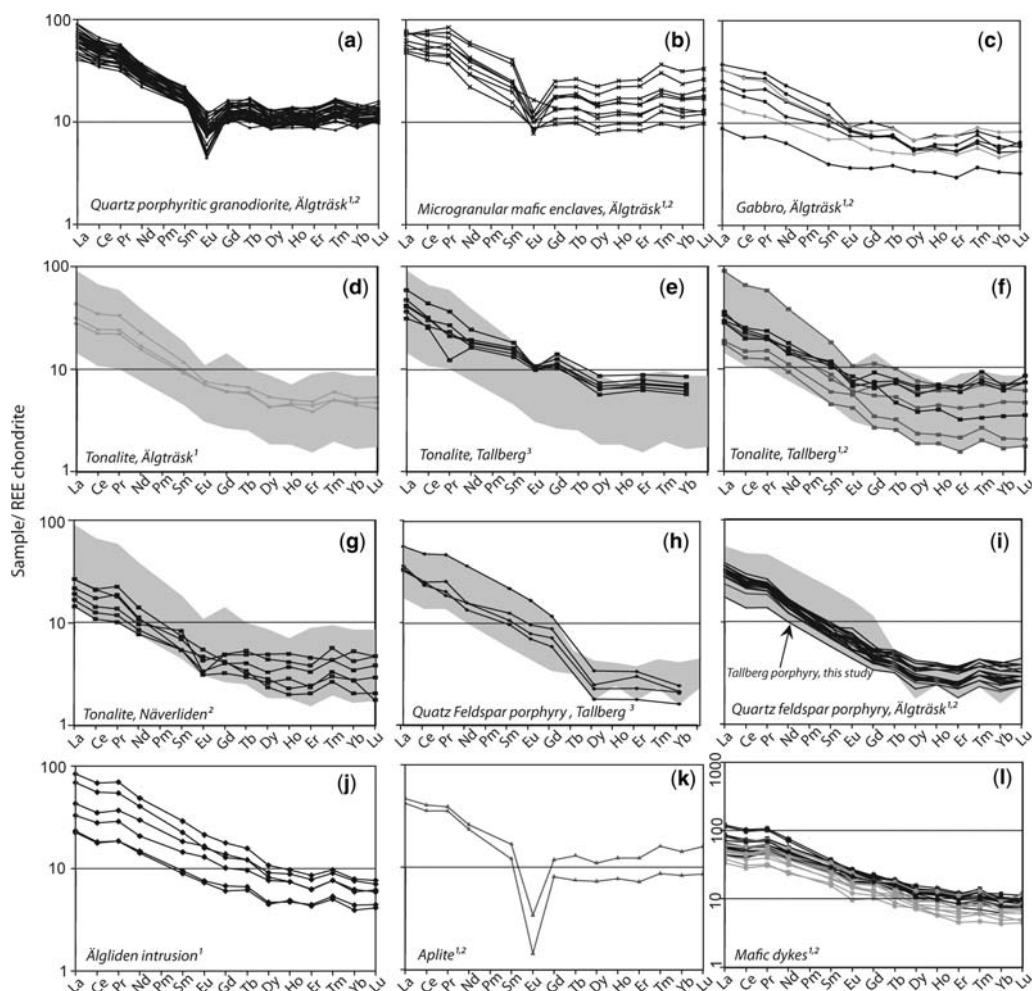 Sample/ REE chondrite
100
10
1
(a)
Quartz porphyritic granodiorite, Älgträsk1,2
La Ce Pr Nd Pm Sm Eu Gd Tb Dy Ho Er Tm Yb Lu
(b)
Microgranular mafic enclaves, Älgträsk1,2
La Ce Pr Nd Pm Sm Eu Gd Tb Dy Ho Er Tm Yb Lu
(c)
Gabbro, Älgträsk1,2
La Ce Pr Nd Pm Sm Eu Gd Tb Dy Ho Er Tm Yb Lu
100
10
1
(d)
Tonalite, Älgträsk1
La Ce Pr Nd Pm Sm Eu Gd Tb Dy Ho Er Tm Yb Lu
(e)
Tonalite, Tallberg3
La Ce Pr Nd Pm Sm Eu Gd Tb Dy Ho Er Tm Yb
(f)
Tonalite, Tallberg1,2
La Ce Pr Nd Pm Sm Eu Gd Tb Dy Ho Er Tm Yb Lu
100
10
1
(g)
Tonalite, Näverliden2
La Ce Pr Nd Pm Sm Eu Gd Tb Dy Ho Er Tm Yb Lu
(h)
Quatz Feldspar porphyry , Tallberg 3
La Ce Pr Nd Pm Sm Eu Gd Tb Dy Ho Er Tm Yb
(i)
Tallberg porphyry, this study
Quartz feldspar porphyry, Älgträsk1,2
La Ce Pr Nd Pm Sm Eu Gd Tb Dy Ho Er Tm Yb Lu
100
10
1
(j)
Älgliden intrusion1
La Ce Pr Nd Pm Sm Eu Gd Tb Dy Ho Er Tm Yb Lu
(k)
Aplite1,2
La Ce Pr Nd Pm Sm Eu Gd Tb Dy Ho Er Tm Yb Lu
1000
100
10
1
(l)
Mafic dykes1,2
La Ce Pr Nd Pm Sm Eu Gd Tb Dy Ho Er Tm Yb Lu